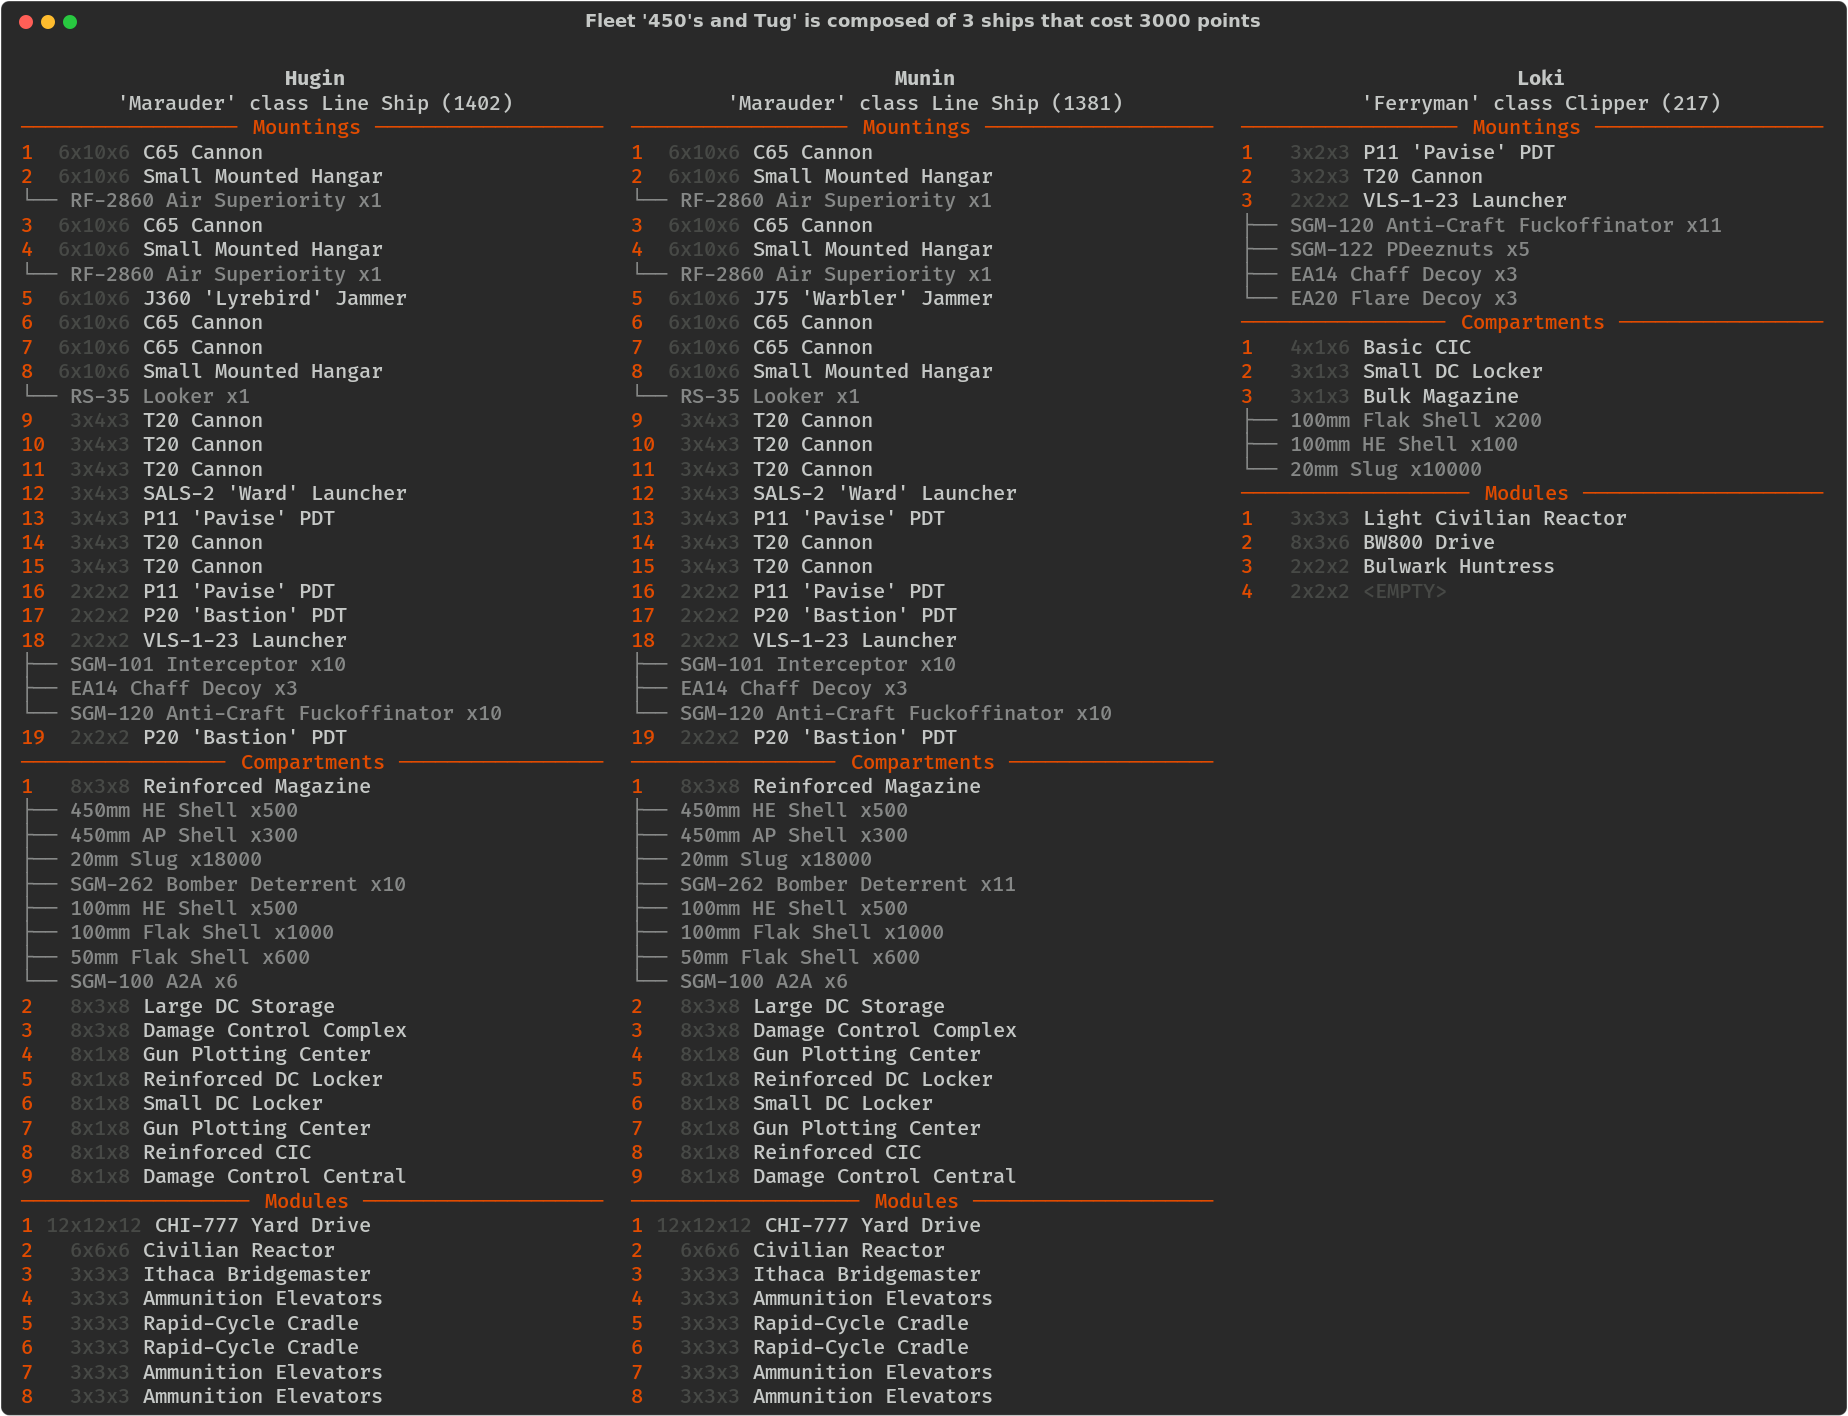 Fleet '450's and Tug' is composed of 3 ships that cost 3000 points
Hugin
'Marauder' class Line Ship (1402)
Mountings
1 6x10x6 C65 Cannon
2 6x10x6 Small Mounted Hangar
RF-2860 Air Superiority x1
3 6x10x6 C65 Cannon
4 6x10x6 Small Mounted Hangar
RF-2860 Air Superiority x1
5 6x10x6 J360 'Lyrebird' Jammer
6 6x10x6 C65 Cannon
7 6x10x6 C65 Cannon
8 6x10x6 Small Mounted Hangar
RS-35 Looker x1
9 3x4x3 T20 Cannon
10 3x4x3 T20 Cannon
11 3x4x3 T20 Cannon
12 3x4x3 SALS-2 'Ward' Launcher
13 3x4x3 P11 'Pavise' PDT
14 3x4x3 T20 Cannon
15 3x4x3 T20 Cannon
16 2x2x2 P11 'Pavise' PDT
17 2x2x2 P20 'Bastion' PDT
18 2x2x2 VLS-1-23 Launcher
SGM-101 Interceptor x10
EA14 Chaff Decoy x3
SGM-120 Anti-Craft Fuckoffinator x10
19 2x2x2 P20 'Bastion' PDT
Compartments
1 8x3x8 Reinforced Magazine
450mm HE Shell x500
450mm AP Shell x300
20mm Slug x18000
SGM-262 Bomber Deterrent x10
100mm HE Shell x500
100mm Flak Shell x1000
50mm Flak Shell x600
SGM-100 A2A x6
2 8x3x8 Large DC Storage
3 8x3x8 Damage Control Complex
4 8x1x8 Gun Plotting Center
5 8x1x8 Reinforced DC Locker
6 8x1x8 Small DC Locker
7 8x1x8 Gun Plotting Center
8 8x1x8 Reinforced CIC
9 8x1x8 Damage Control Central
Modules
1 12x12x12 CHI-777 Yard Drive
2 6x6x6 Civilian Reactor
3 3x3x3 Ithaca Bridgemaster
4 3x3x3 Ammunition Elevators
5 3x3x3 Rapid-Cycle Cradle
6 3x3x3 Rapid-Cycle Cradle
7 3x3x3 Ammunition Elevators
8 3x3x3 Ammunition Elevators
Munin
'Marauder' class Line Ship (1381)
Mountings
1 6x10x6 C65 Cannon
2 6x10x6 Small Mounted Hangar
RF-2860 Air Superiority x1
3 6x10x6 C65 Cannon
4 6x10x6 Small Mounted Hangar
RF-2860 Air Superiority x1
5 6x10x6 J75 'Warbler' Jammer
6 6x10x6 C65 Cannon
7 6x10x6 C65 Cannon
8 6x10x6 Small Mounted Hangar
RS-35 Looker x1
9 3x4x3 T20 Cannon
10 3x4x3 T20 Cannon
11 3x4x3 T20 Cannon
12 3x4x3 SALS-2 'Ward' Launcher
13 3x4x3 P11 'Pavise' PDT
14 3x4x3 T20 Cannon
15 3x4x3 T20 Cannon
16 2x2x2 P11 'Pavise' PDT
17 2x2x2 P20 'Bastion' PDT
18 2x2x2 VLS-1-23 Launcher
SGM-101 Interceptor x10
EA14 Chaff Decoy x3
SGM-120 Anti-Craft Fuckoffinator x10
19 2x2x2 P20 'Bastion' PDT
Compartments
1 8x3x8 Reinforced Magazine
450mm HE Shell x500
450mm AP Shell x300
20mm Slug x18000
SGM-262 Bomber Deterrent x11
100mm HE Shell x500
100mm Flak Shell x1000
50mm Flak Shell x600
SGM-100 A2A x6
2 8x3x8 Large DC Storage
3 8x3x8 Damage Control Complex
4 8x1x8 Gun Plotting Center
5 8x1x8 Reinforced DC Locker
6 8x1x8 Small DC Locker
7 8x1x8 Gun Plotting Center
8 8x1x8 Reinforced CIC
9 8x1x8 Damage Control Central
Modules
1 12x12x12 CHI-777 Yard Drive
2 6x6x6 Civilian Reactor
3 3x3x3 Ithaca Bridgemaster
4 3x3x3 Ammunition Elevators
5 3x3x3 Rapid-Cycle Cradle
6 3x3x3 Rapid-Cycle Cradle
7 3x3x3 Ammunition Elevators
8 3x3x3 Ammunition Elevators
Loki
'Ferryman' class Clipper (217)
Mountings
1 3x2x3 P11 'Pavise' PDT
2 3x2x3 T20 Cannon
3 2x2x2 VLS-1-23 Launcher
SGM-120 Anti-Craft Fuckoffinator x11
SGM-122 PDeeznuts x5
EA14 Chaff Decoy x3
EA20 Flare Decoy x3
Compartments
1 4x1x6 Basic CIC
2 3x1x3 Small DC Locker
3 3x1x3 Bulk Magazine
100mm Flak Shell x200
100mm HE Shell x100
20mm Slug x10000
Modules
1 3x3x3 Light Civilian Reactor
2 8x3x6 BW800 Drive
3 2x2x2 Bulwark Huntress
4 2x2x2 <EMPTY>